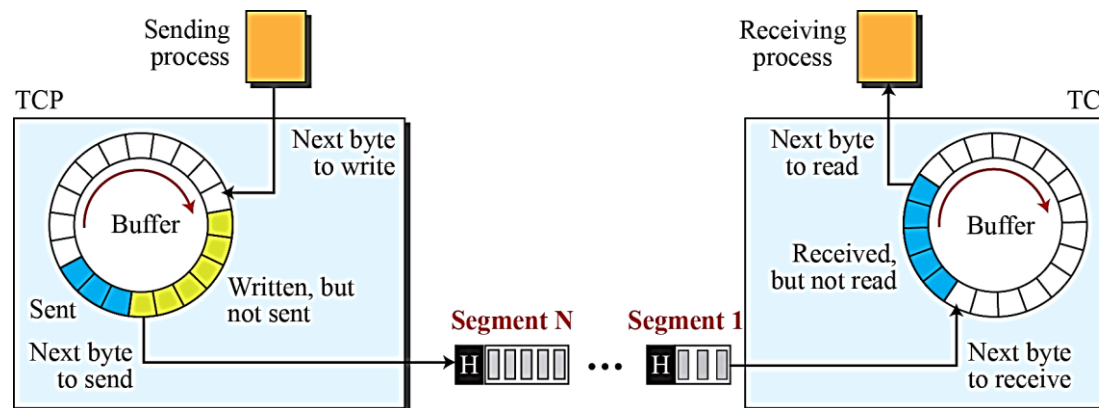 Sending
process
Receiving
process
TCP
TC
Next byte
to write
Next byte
to read
Buffer
Buffer
Written, but
not sent
Received,
but not read
Sent
Next byte
to send
Segment N
Segment 1
H
...
H
Next byte
to receive